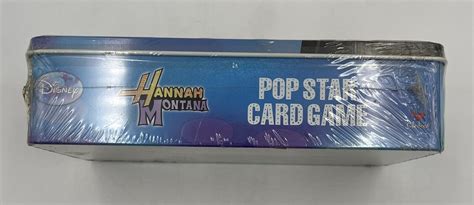 Disney
HANNAH
MONTANA
POP STAR
CARD GAME